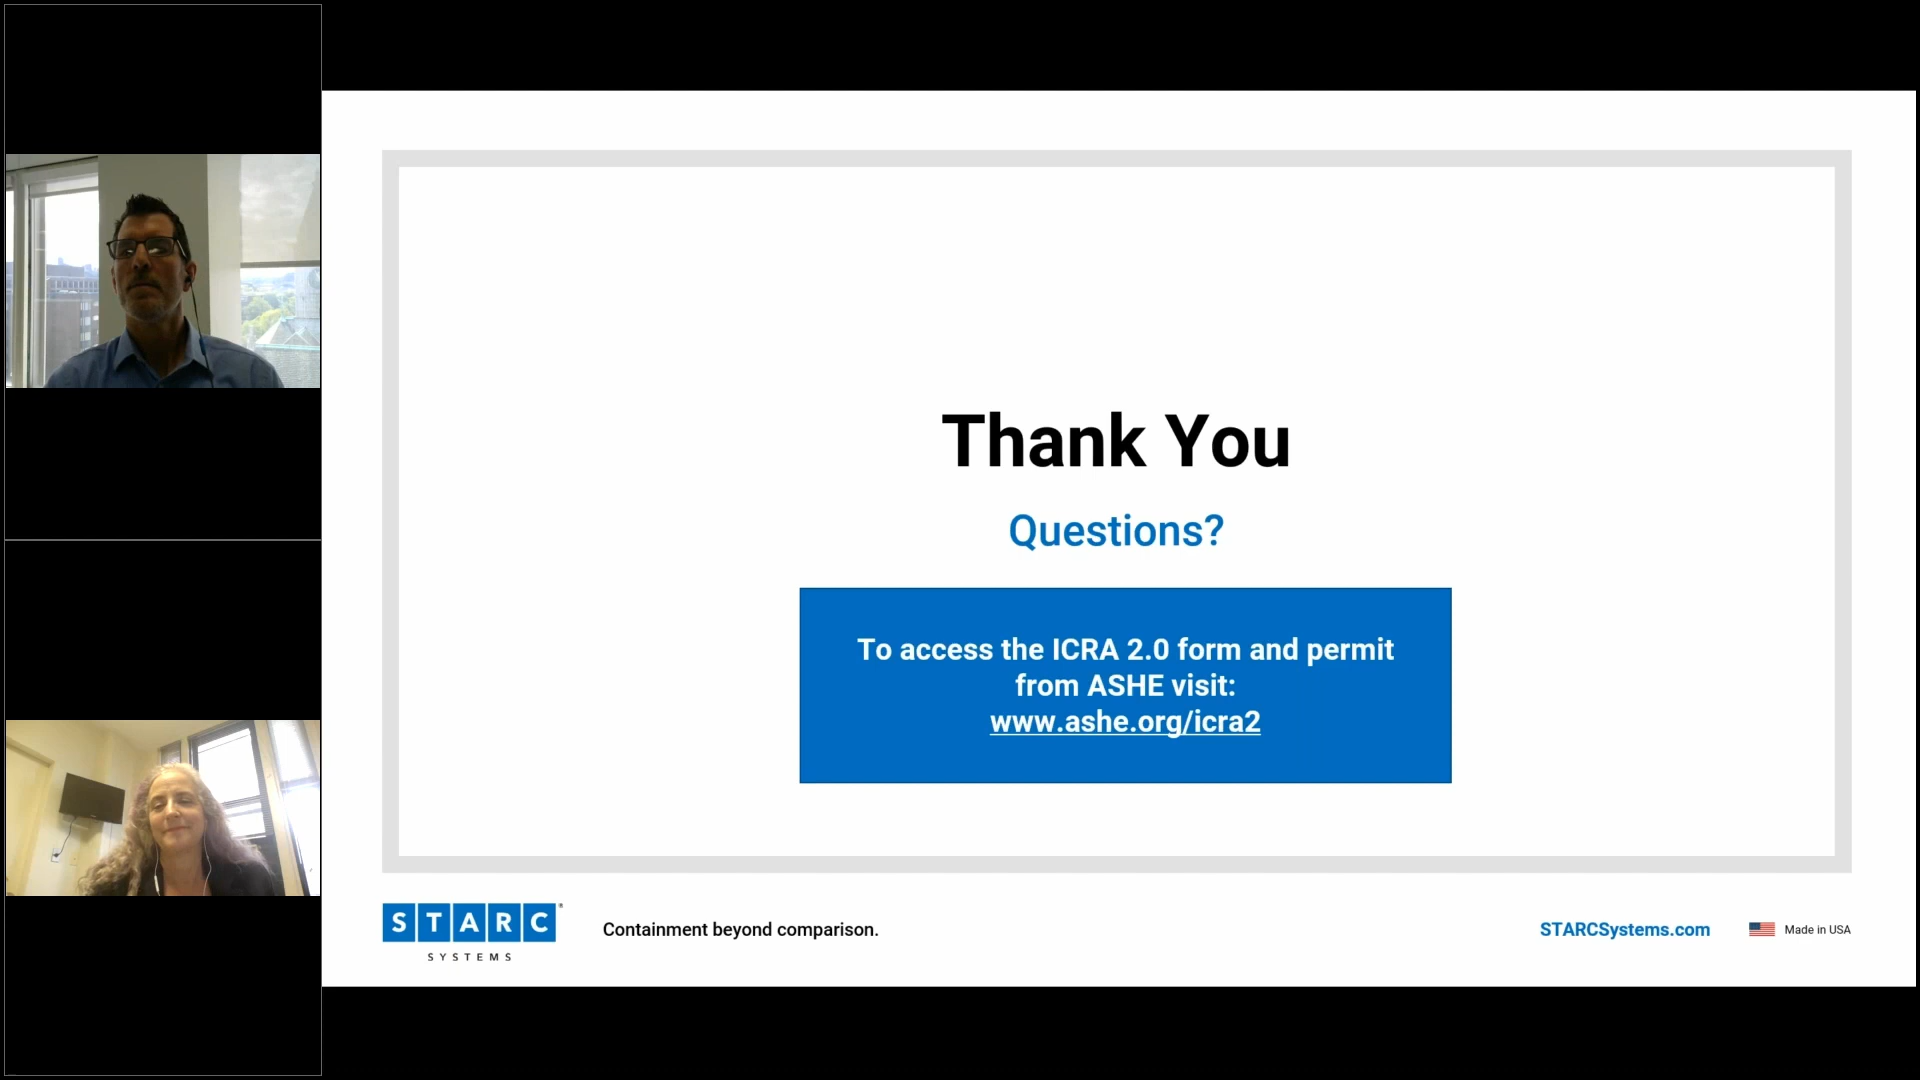 Thank You
Questions?
To access the ICRA 2.0 form and permit
from ASHE visit:
www.ashe.org/icra2
STARC®
SYSTEMS
Containment beyond comparison.
STARCSystems.com
Made in USA